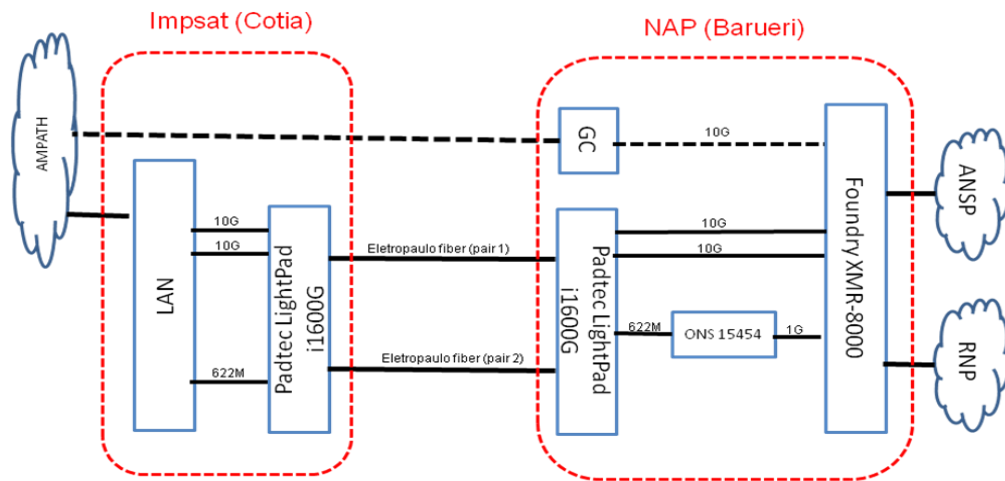 Impsat (Cotia)
NAP (Barueri)
AMPATH
GC
10G
ANSP
LAN
10G
10G
622M
Padtec LightPad
i1600G
Eletropaulo fiber (pair 1)
Eletropaulo fiber (pair 2)
Padtec LightPad
i1600G
10G
10G
622M
ONS 15454
1G
Foundry XMR-8000
RNP